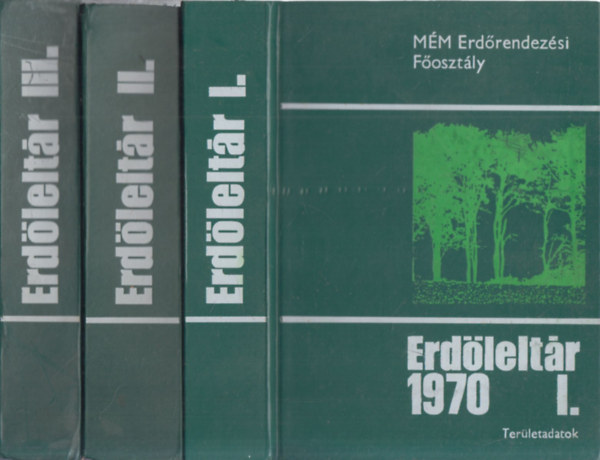 Erdőleltár III.
Erdőleltár II.
Erdőleltár I.
MÉM Erdőrendezési
Főosztály
Erdőleltár
1970 I.
Területadatok